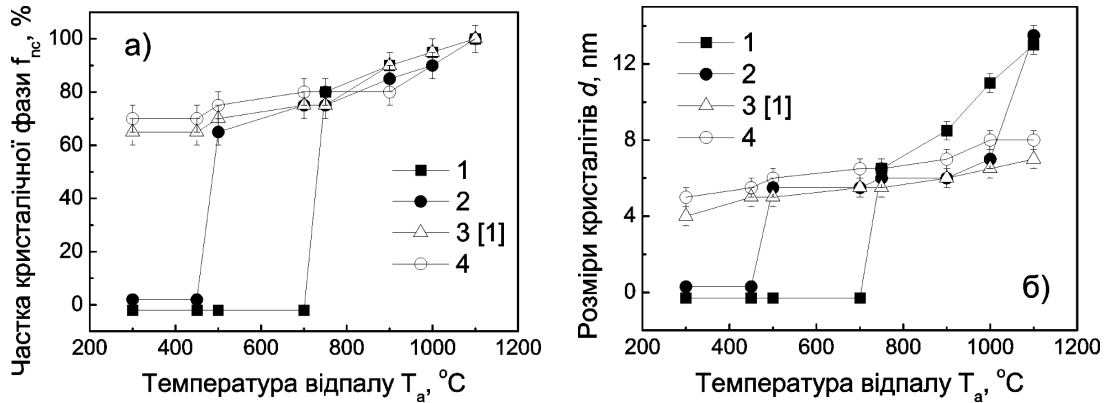 Частка кристалічної фази f_nc, %
100
80
60
40
20
0
а)
1
2
3 [1]
4
200 400 600 800 1000 1200
Температура відпалу T_a, °C
Розміри кристалітів d, nm
12
8
4
0
1
2
3 [1]
4
б)
200 400 600 800 1000 1200
Температура відпалу T_a, °C